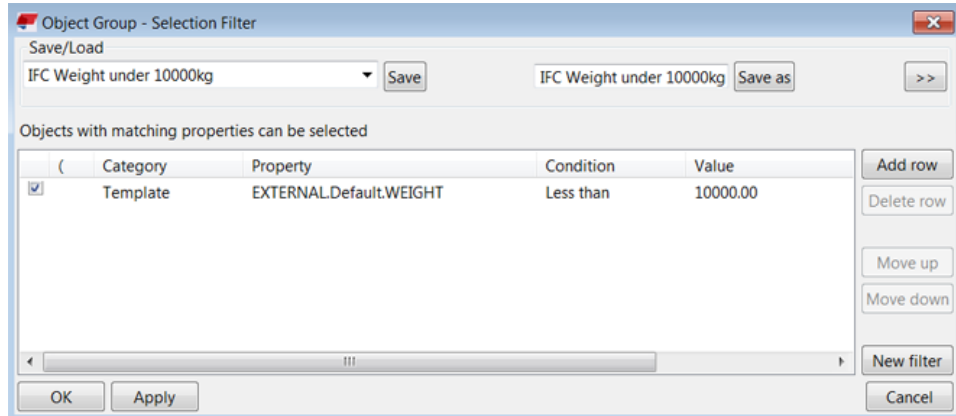 Object Group - Selection Filter
Save/Load
IFC Weight under 10000kg Save IFC Weight under 10000kg Save as >>
Objects with matching properties can be selected
( Category Property Condition Value Add row
Template EXTERNAL.Default.WEIGHT Less than 10000.00
Delete row
Move up
Move down
New filter
OK Apply Cancel